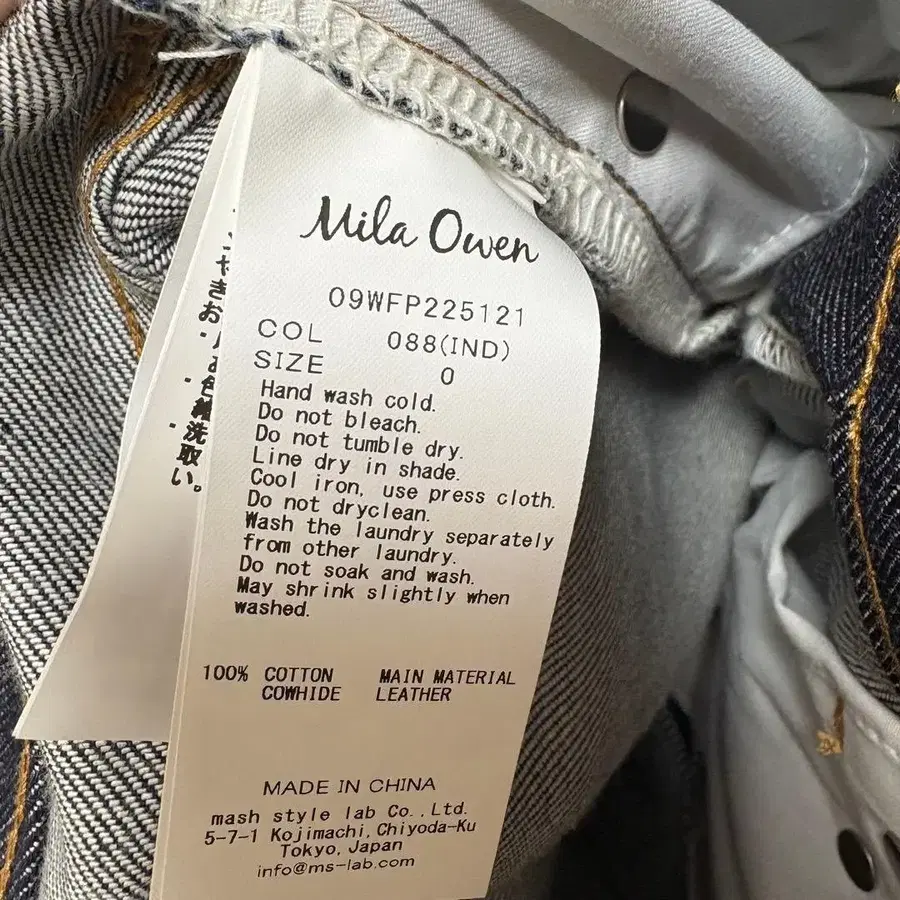 Mila Owen
09WFP225121
COL 088(IND)
SIZE 0
Hand wash cold.
Do not bleach.
Do not tumble dry.
Line dry in shade.
Cool iron, use press cloth.
Do not dryclean.
Wash the laundry separately
from other laundry.
Do not soak and wash.
May shrink slightly when
washed.
100% COTTON MAIN MATERIAL
COWHIDE LEATHER
MADE IN CHINA
mash style lab Co., Ltd.
5-7-1 Kojimachi, Chiyoda-Ku
Tokyo, Japan
info@ms-lab.com
洗
取
い。